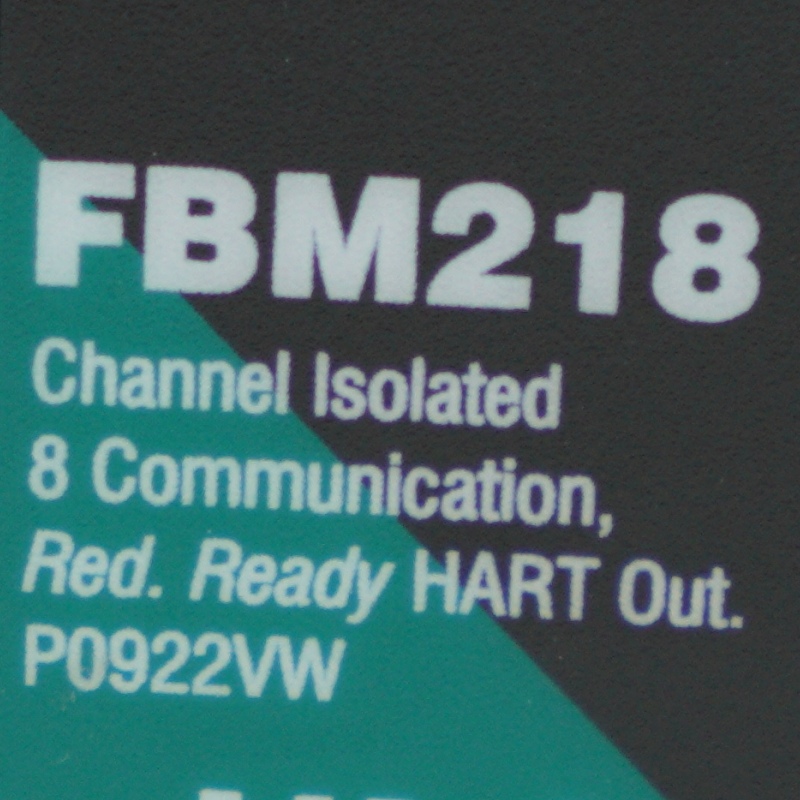 FBM218
Channel Isolated
8 Communication,
Red. Ready HART Out.
P0922VW